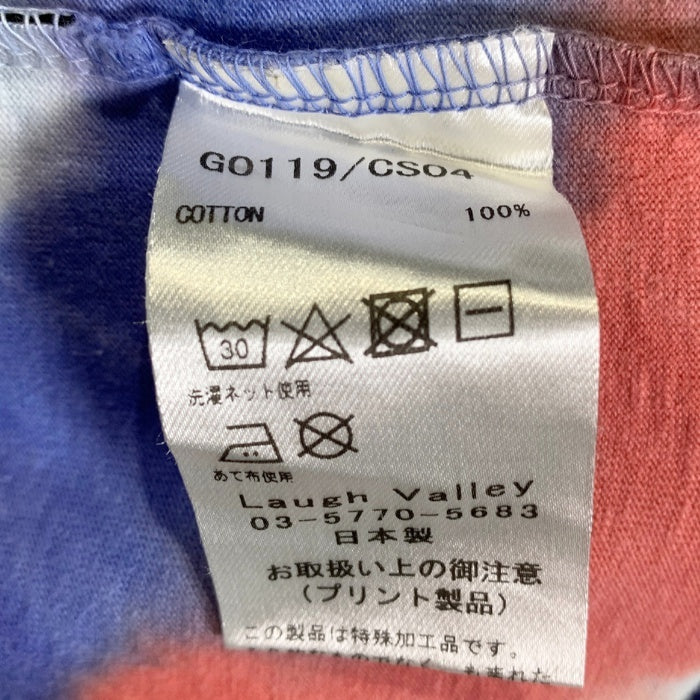 G0119/CS04
COTTON 100%
30
洗濯ネット使用
あて布使用
Laugh Valley
03-5770-5683
日本製
お取扱い上の御注意
(プリント製品)
この製品は特殊加工品です。